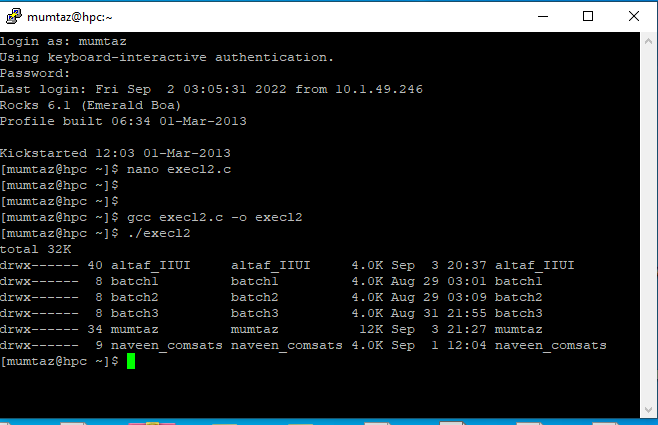 mumtaz@hpc:~
login as: mumtaz
Using keyboard-interactive authentication.
Password:
Last login: Fri Sep  2 03:05:31 2022 from 10.1.49.246
Rocks 6.1 (Emerald Boa)
Profile built 06:34 01-Mar-2013
Kickstarted 12:03 01-Mar-2013
[mumtaz@hpc ~]$ nano execl2.c
[mumtaz@hpc ~]$
[mumtaz@hpc ~]$
[mumtaz@hpc ~]$ gcc execl2.c -o execl2
[mumtaz@hpc ~]$ ./execl2
total 32K
drwx------ 40 altaf_IIUI     altaf_IIUI     4.0K Sep  3 20:37 altaf_IIUI
drwx------  8 batch1         batch1         4.0K Aug 29 03:01 batch1
drwx------  8 batch2         batch2         4.0K Aug 29 03:09 batch2
drwx------  8 batch3         batch3         4.0K Aug 31 21:55 batch3
drwx------ 34 mumtaz         mumtaz          12K Sep  3 21:27 mumtaz
drwx------  9 naveen_comsats naveen_comsats 4.0K Sep  1 12:04 naveen_comsats
[mumtaz@hpc ~]$